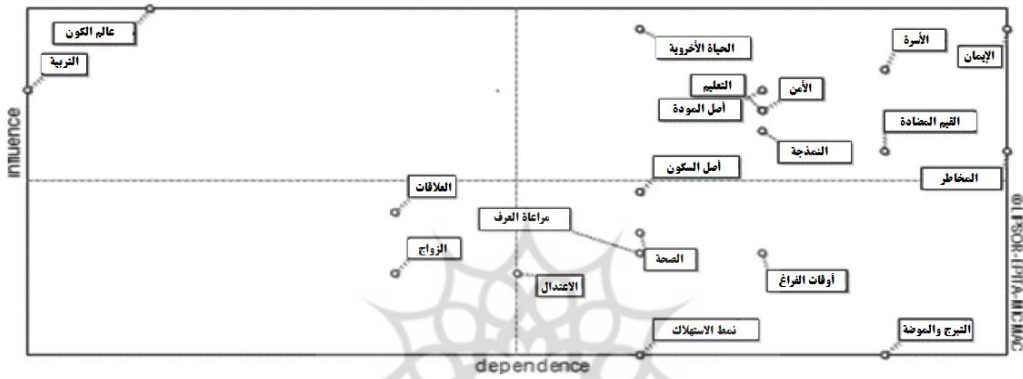 عالم الكون
التربية
الحياة الأخروية
الأسرة
الإيمان
التعليم
الأمن
أصل المودة
القيم المضادة
النمذجة
أصل السكون
المخاطر
العلاقات
مراعاة العرف
الزواج
الصحة
أوقات الفراغ
الاعتدال
نمط الاستهلاك
التبرج والموضة
influence
dependence
@LIPSOR-EPITA-MICMAC